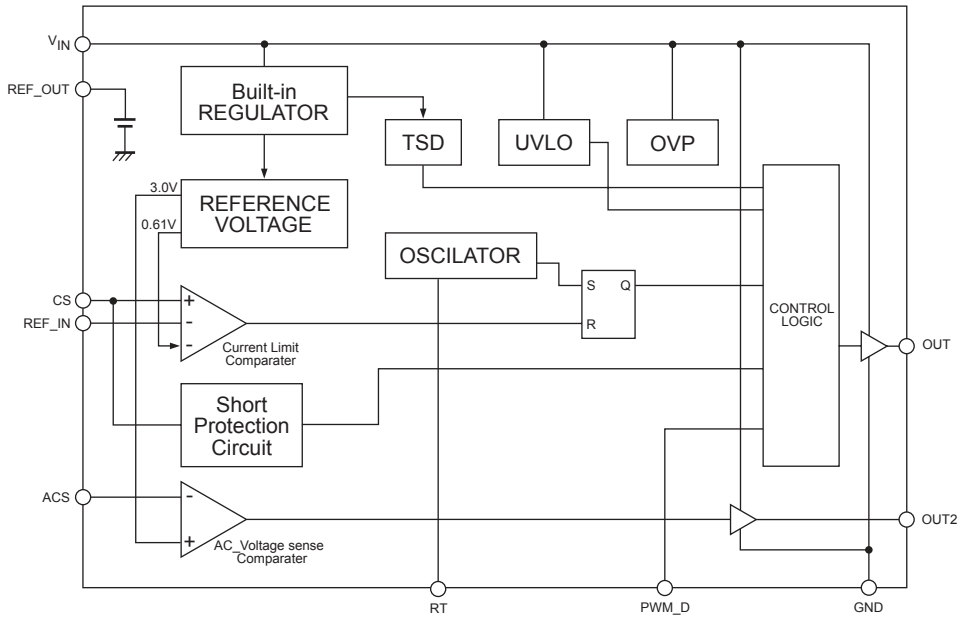 VIN
REF_OUT
Built-in
REGULATOR
TSD
UVLO
OVP
3.0V
REFERENCE
VOLTAGE
0.61V
OSCILATOR
CS
REF_IN
+
-
-
Current Limit
Comparater
S Q
R
CONTROL
LOGIC
OUT
Short
Protection
Circuit
ACS
-
+
AC_Voltage sense
Comparater
OUT2
RT
PWM_D
GND